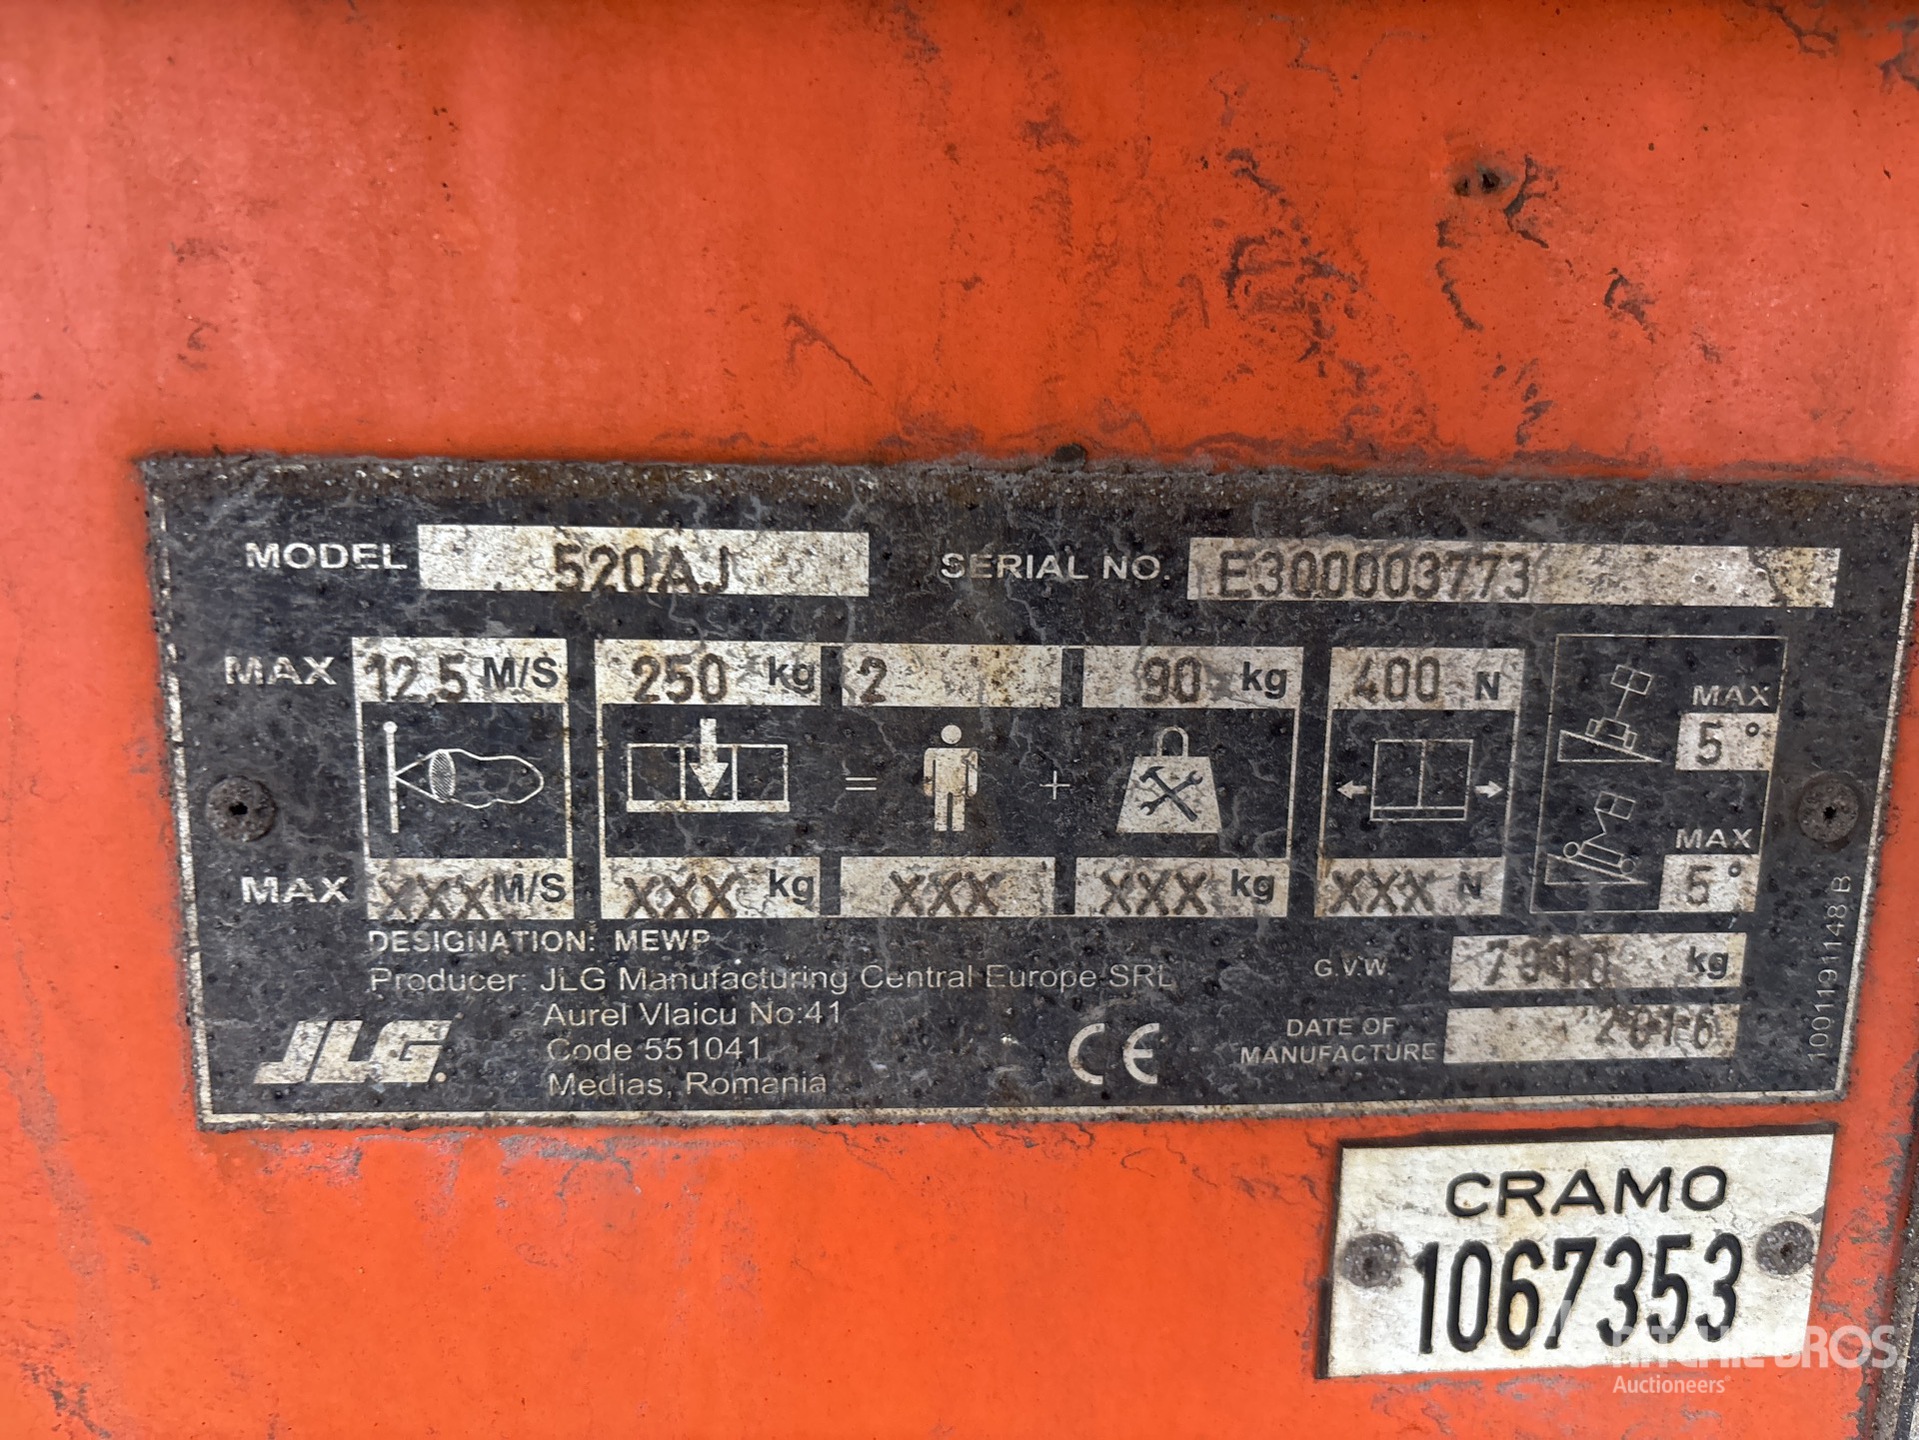 MODEL 520AJ SERIAL NO. E300003773
MAX 12.5 M/S 250 kg 2 90 kg 400 N
MAX 5°
= +
MAX 5°
MAX XXX M/S XXX kg XXX XXX kg XXX N
DESIGNATION: MEWP
Producer: JLG Manufacturing Central Europe SRL
Aurel Vlaicu No:41
Code 551041
Medias, Romania
JLG.
CE
G.V.W. kg
DATE OF MANUFACTURE 2016
1001191148 B
CRAMO
1067353
RITCHIE BROS.
Auctioneers